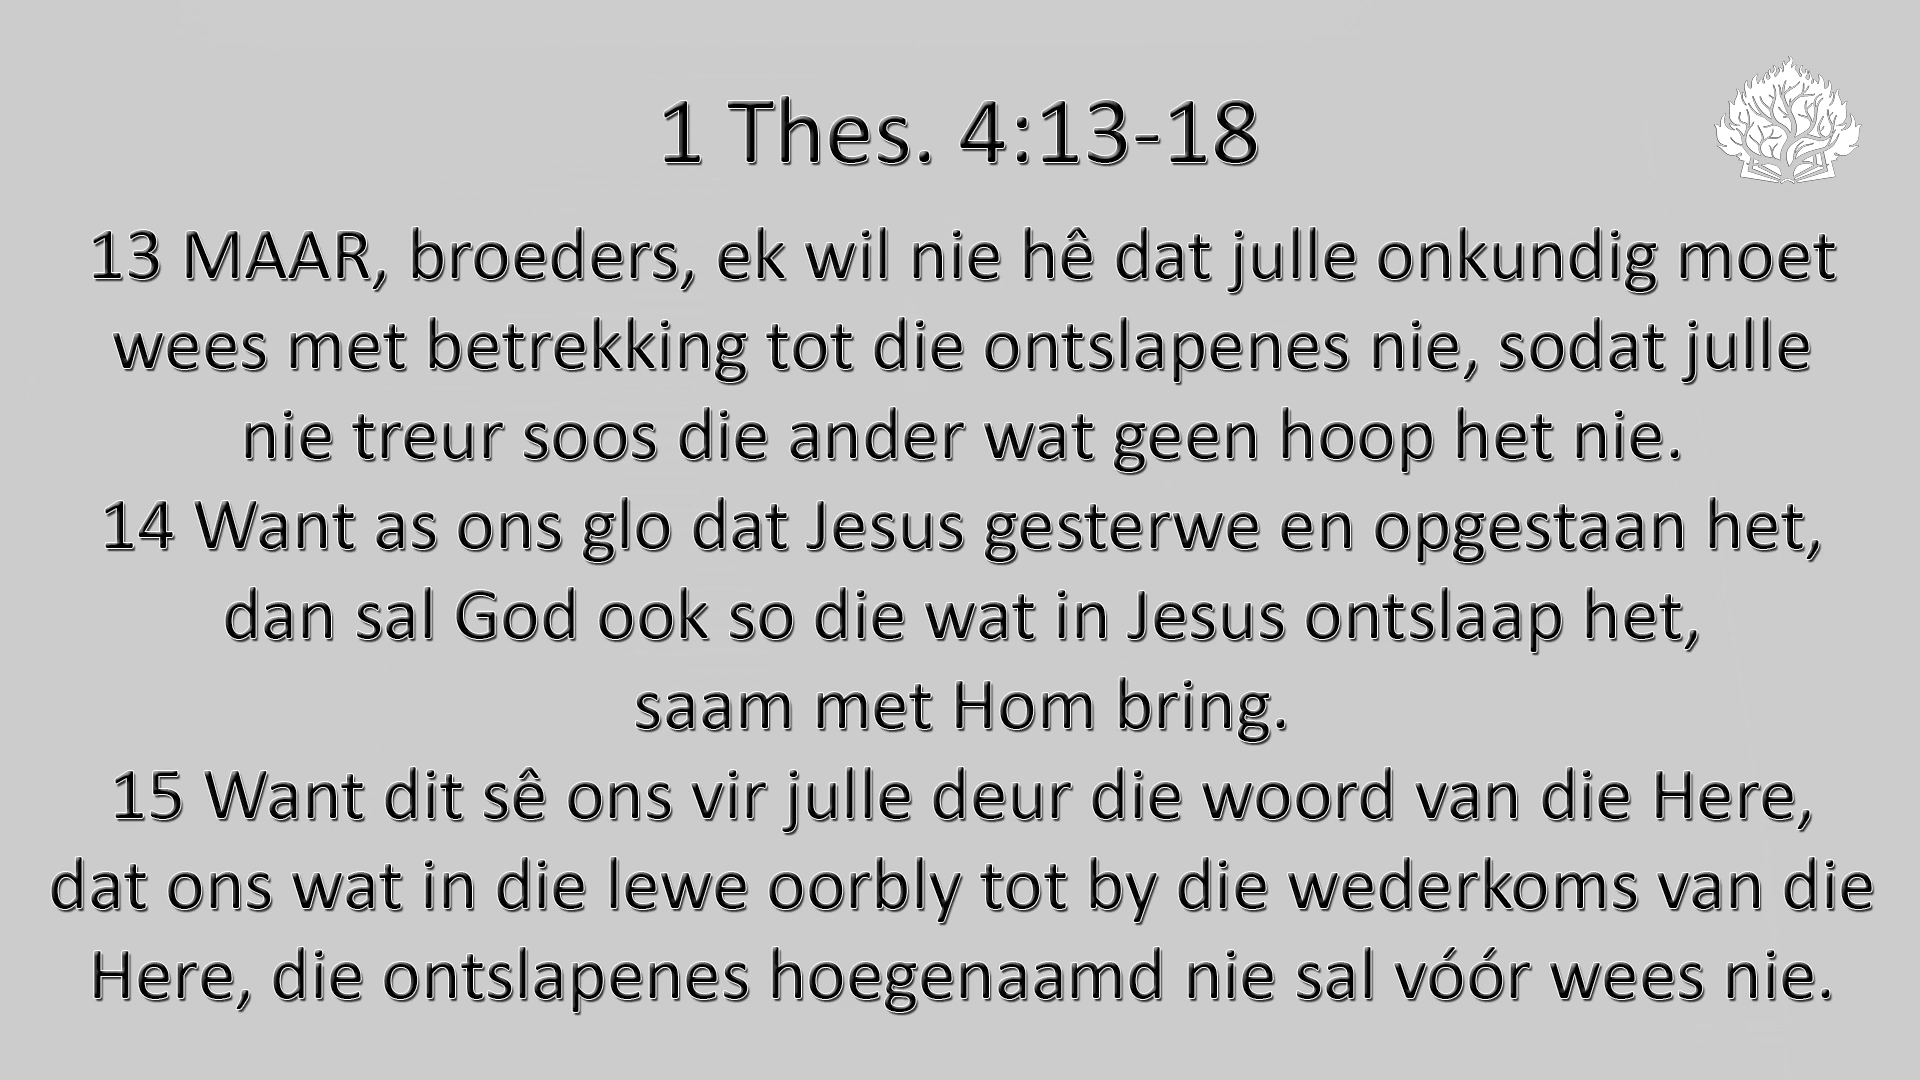 1 Thes. 4:13-18
13 MAAR, broeders, ek wil nie hê dat julle onkundig moet
wees met betrekking tot die ontslapenes nie, sodat julle
nie treur soos die ander wat geen hoop het nie.
14 Want as ons glo dat Jesus gesterwe en opgestaan het,
dan sal God ook so die wat in Jesus ontslaap het,
saam met Hom bring.
15 Want dit sê ons vir julle deur die woord van die Here,
dat ons wat in die lewe oorbly tot by die wederkoms van die
Here, die ontslapenes hoegenaamd nie sal vóór wees nie.